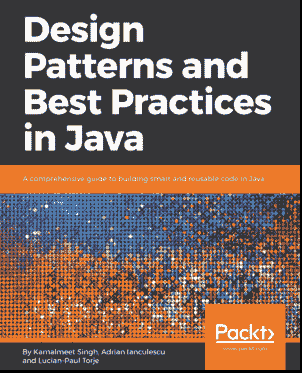 Design
Patterns and
Best Practices
in Java
A comprehensive guide to building smart and reusable code in Java
Packt>
By Kamalmeet Singh, Adrian Ianculescu
and Lucian-Paul Torje